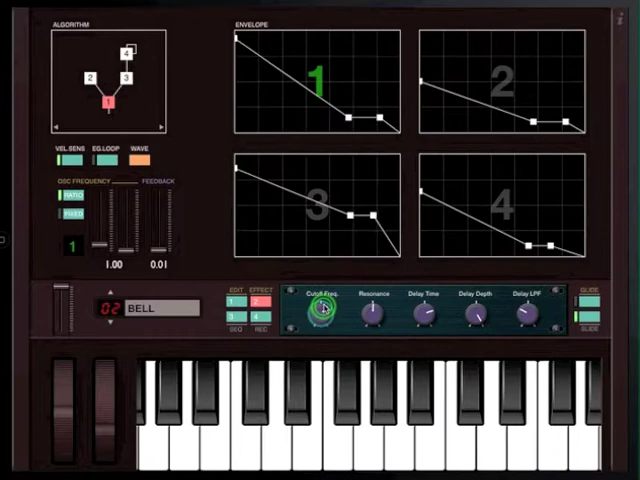 ALGORITHM
ENVELOPE
4
2
3
1
1
2
3
4
VEL.SENS
EG.LOOP
WAVE
OSC FREQUENCY
FEEDBACK
RATIO
FIXED
1
1.00
0.01
02
BELL
EDIT
EFFECT
1
2
3
4
SEQ
REC
Cutoff Freq.
Resonance
Delay Time
Delay Depth
Delay LPF
GLIDE
SLIDE